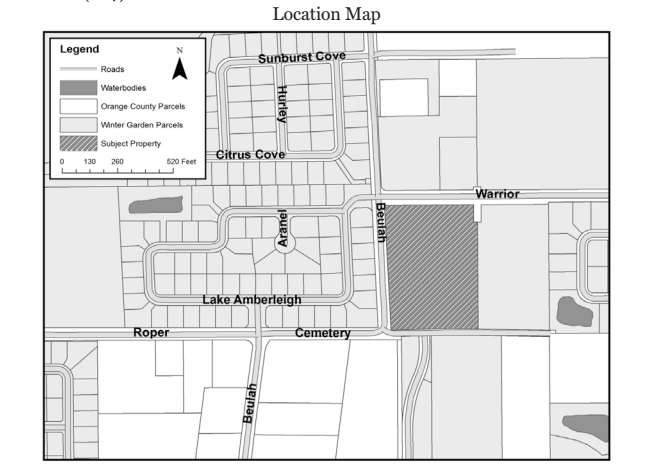 Location Map
Legend
N
Roads
Waterbodies
Orange County Parcels
Winter Garden Parcels
Subject Property
0 130 260 520 Feet
Sunburst Cove
Hurley
Citrus Cove
Warrior
Beulah
Aranel
Lake Amberleigh
Roper
Cemetery
Beulah